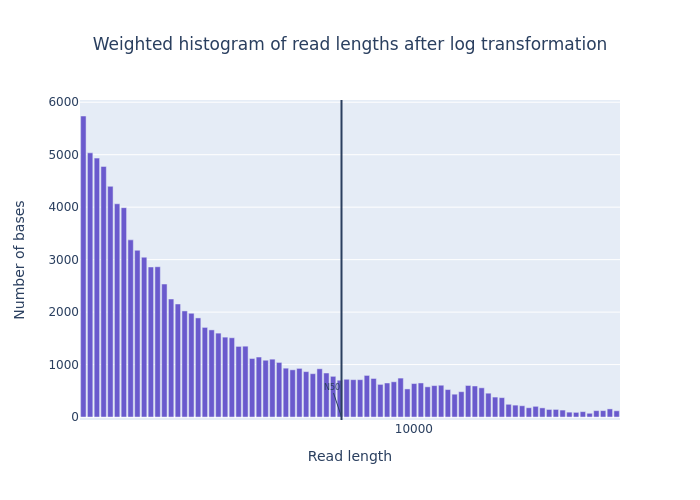 Weighted histogram of read lengths after log transformation
6000
5000
4000
3000
2000
1000
0
Number of bases
N50
10000
Read length